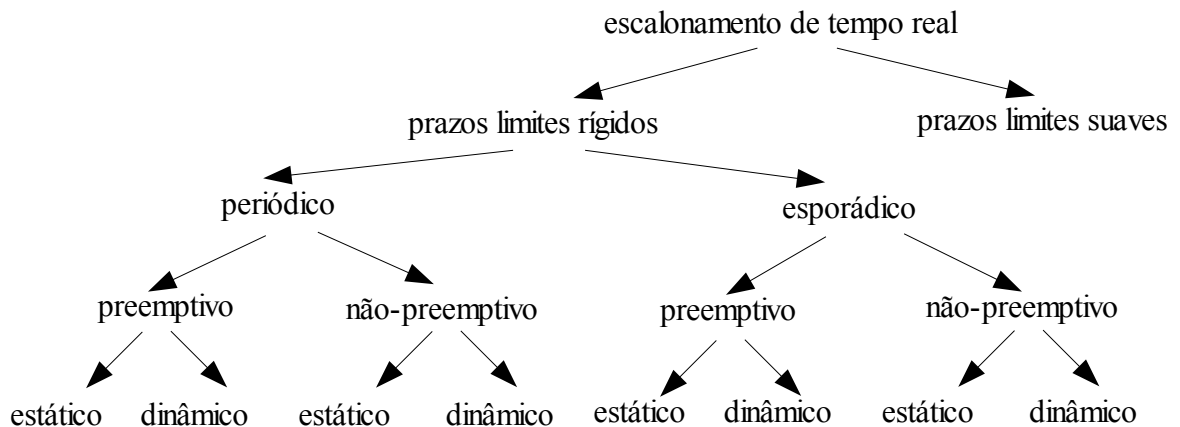 escalonamento de tempo real
prazos limites rígidos
prazos limites suaves
periódico
esporádico
preemptivo
não-preemptivo
preemptivo
não-preemptivo
estático
dinâmico
estático
dinâmico
estático
dinâmico
estático
dinâmico